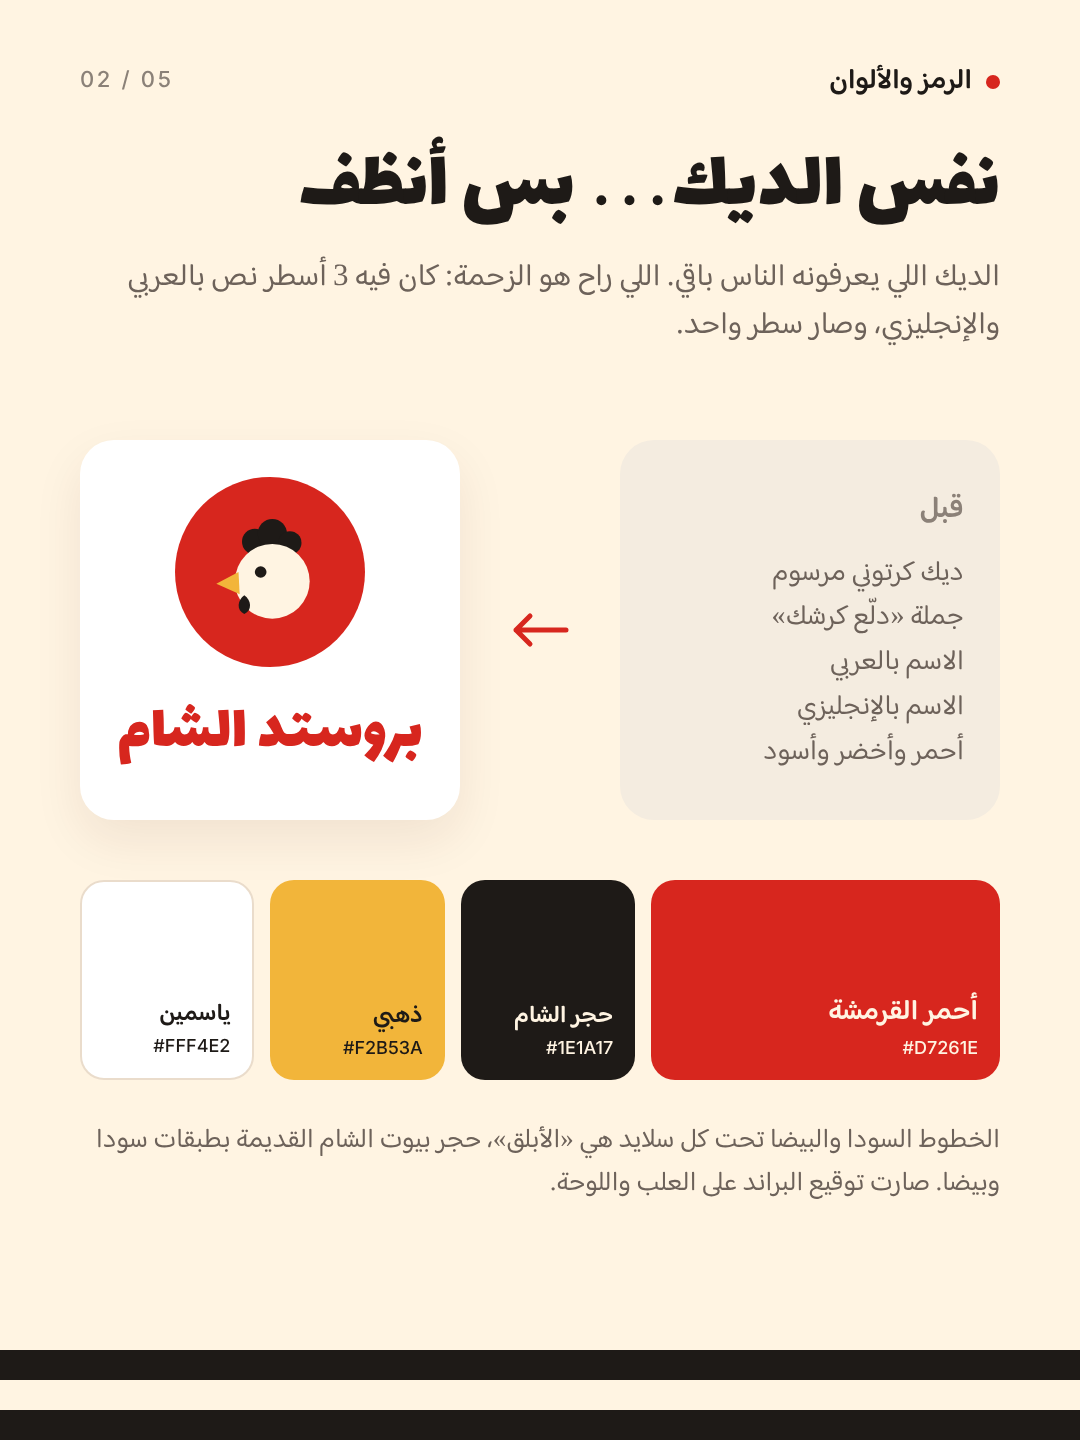 الرمز والألوان
02 / 05
نفس الديك... بس أنظف
الديك اللي يعرفونه الناس باقي. اللي راح هو الزحمة: كان فيه 3 أسطر نص بالعربي
والإنجليزي، وصار سطر واحد.
قبل
ديك كرتوني مرسوم
جملة «دلّع كرشك»
الاسم بالعربي
الاسم بالإنجليزي
أحمر وأخضر وأسود
بروستد الشام
أحمر القرمشة
#D7261E
حجر الشام
#1E1A17
ذهبي
#F2B53A
ياسمين
#FFF4E2
الخطوط السودا والبيضا تحت كل سلايد هي «الأبلق»، حجر بيوت الشام القديمة بطبقات سودا
وبيضا. صارت توقيع البراند على العلب واللوحة.